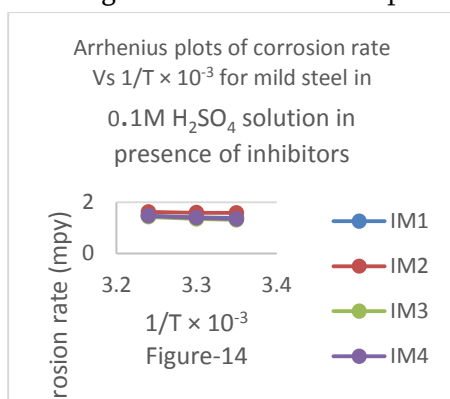 Arrhenius plots of corrosion rate
Vs 1/T × 10-3 for mild steel in
0.1M H2SO4 solution in
presence of inhibitors
2
0
3.2 3.3 3.4
rosion rate (mpy)
1/T × 10-3
Figure-14
IM1
IM2
IM3
IM4